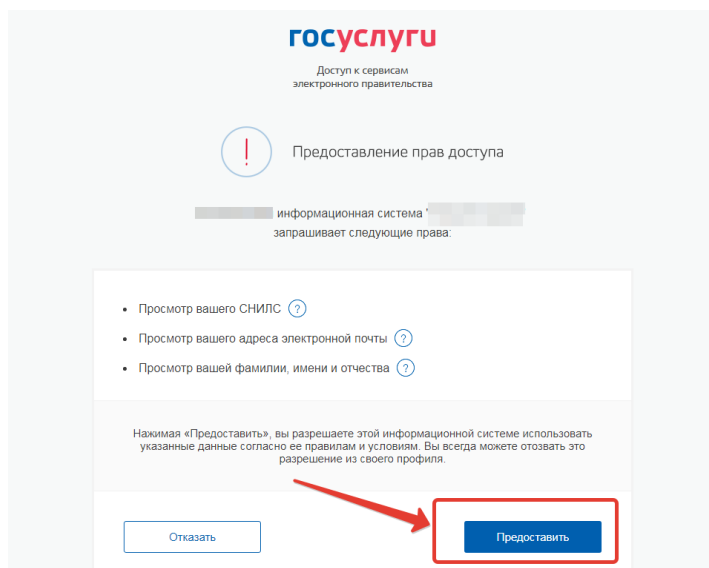 госуслуги
Доступ к сервисам
электронного правительства
!
Предоставление прав доступа
информационная система "
запрашивает следующие права:
• Просмотр вашего СНИЛС ?
• Просмотр вашего адреса электронной почты ?
• Просмотр вашей фамилии, имени и отчества ?
Нажимая «Предоставить», вы разрешаете этой информационной системе использовать
указанные данные согласно ее правилам и условиям. Вы всегда можете отозвать это
разрешение из своего профиля.
Отказать
Предоставить